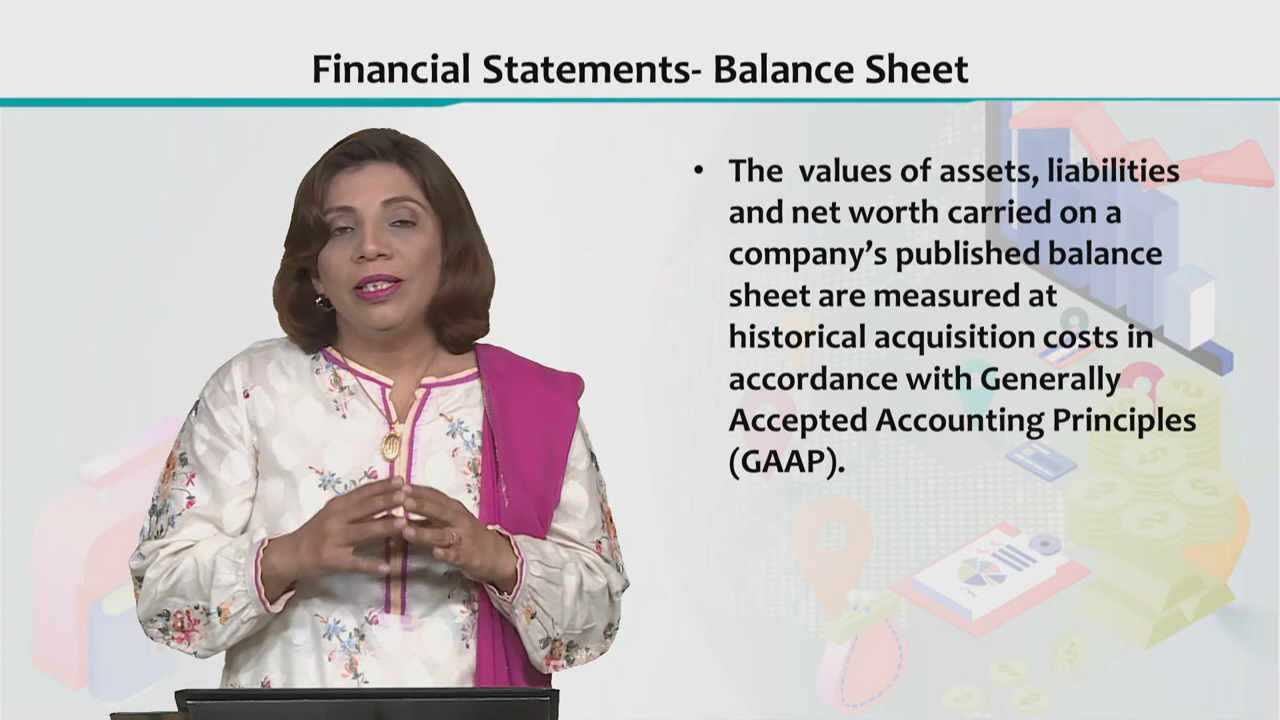 Financial Statements- Balance Sheet
• The values of assets, liabilities
and net worth carried on a
company’s published balance
sheet are measured at
historical acquisition costs in
accordance with Generally
Accepted Accounting Principles
(GAAP).